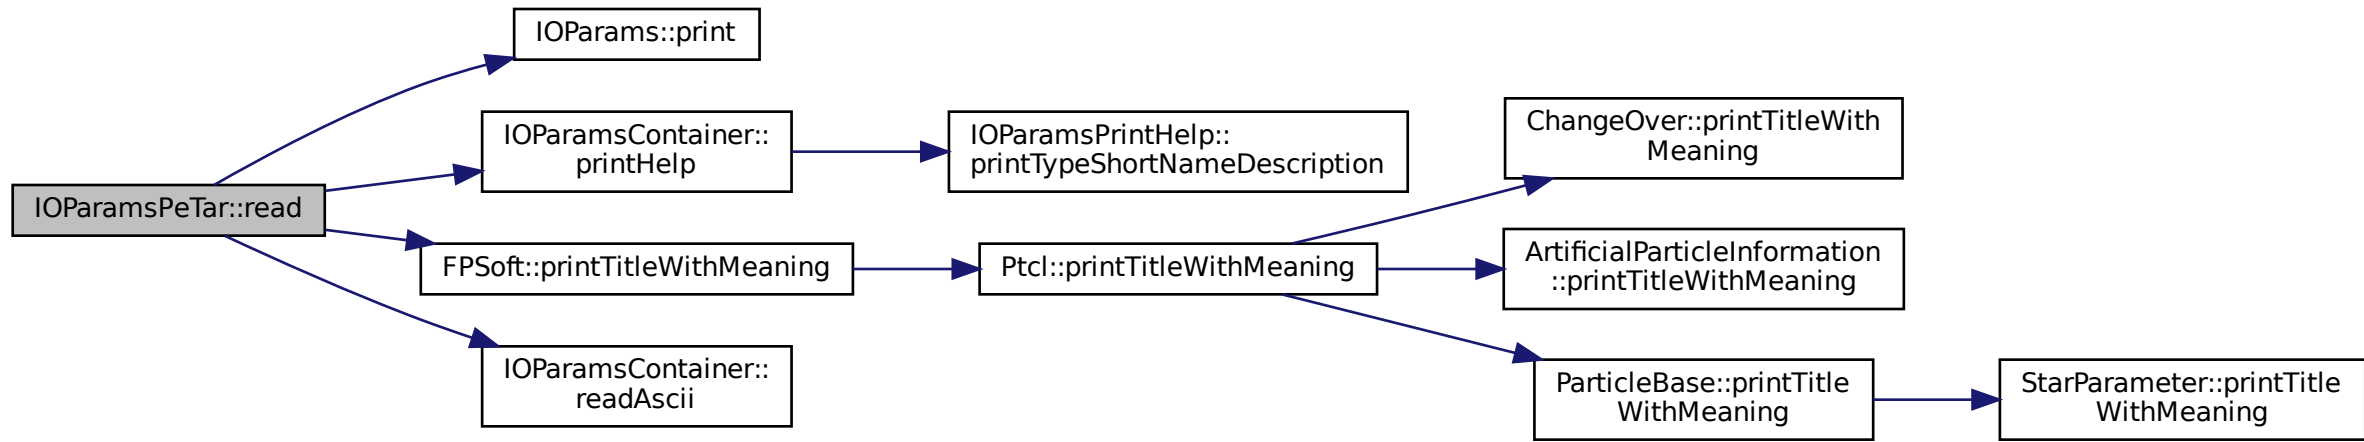 IOParamsPeTar::read
IOParams::print
IOParamsContainer::
printHelp
IOParamsPrintHelp::
printTypeShortNameDescription
FPSoft::printTitleWithMeaning
Ptcl::printTitleWithMeaning
ChangeOver::printTitleWith
Meaning
ArtificialParticleInformation
::printTitleWithMeaning
ParticleBase::printTitle
WithMeaning
StarParameter::printTitle
WithMeaning
IOParamsContainer::
readAscii